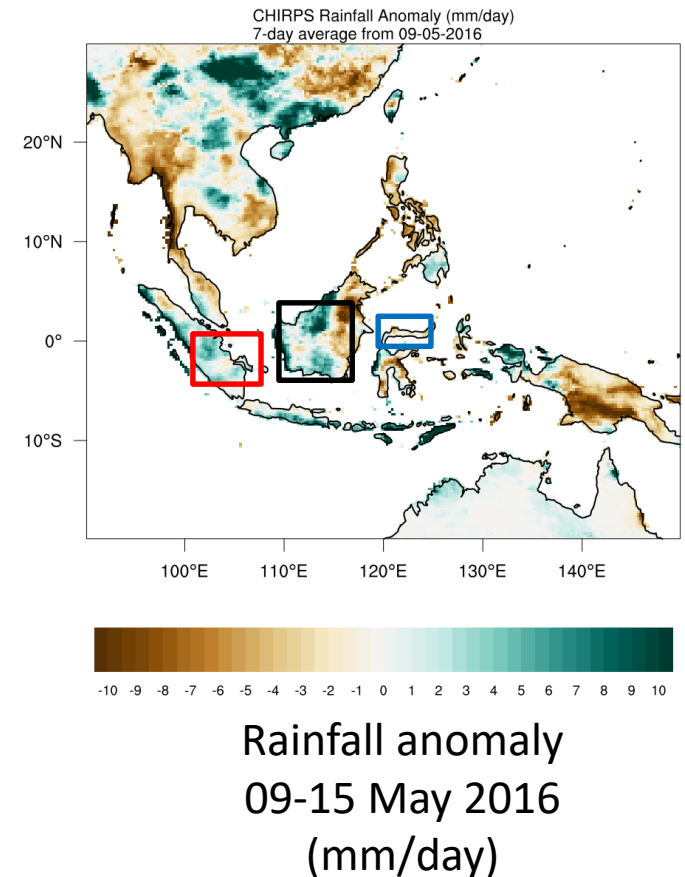 CHIRPS Rainfall Anomaly (mm/day)
7-day average from 09-05-2016
20°N
10°N
0°
10°S
100°E 110°E 120°E 130°E 140°E
-10 -9 -8 -7 -6 -5 -4 -3 -2 -1 0 1 2 3 4 5 6 7 8 9 10
Rainfall anomaly
09-15 May 2016
(mm/day)